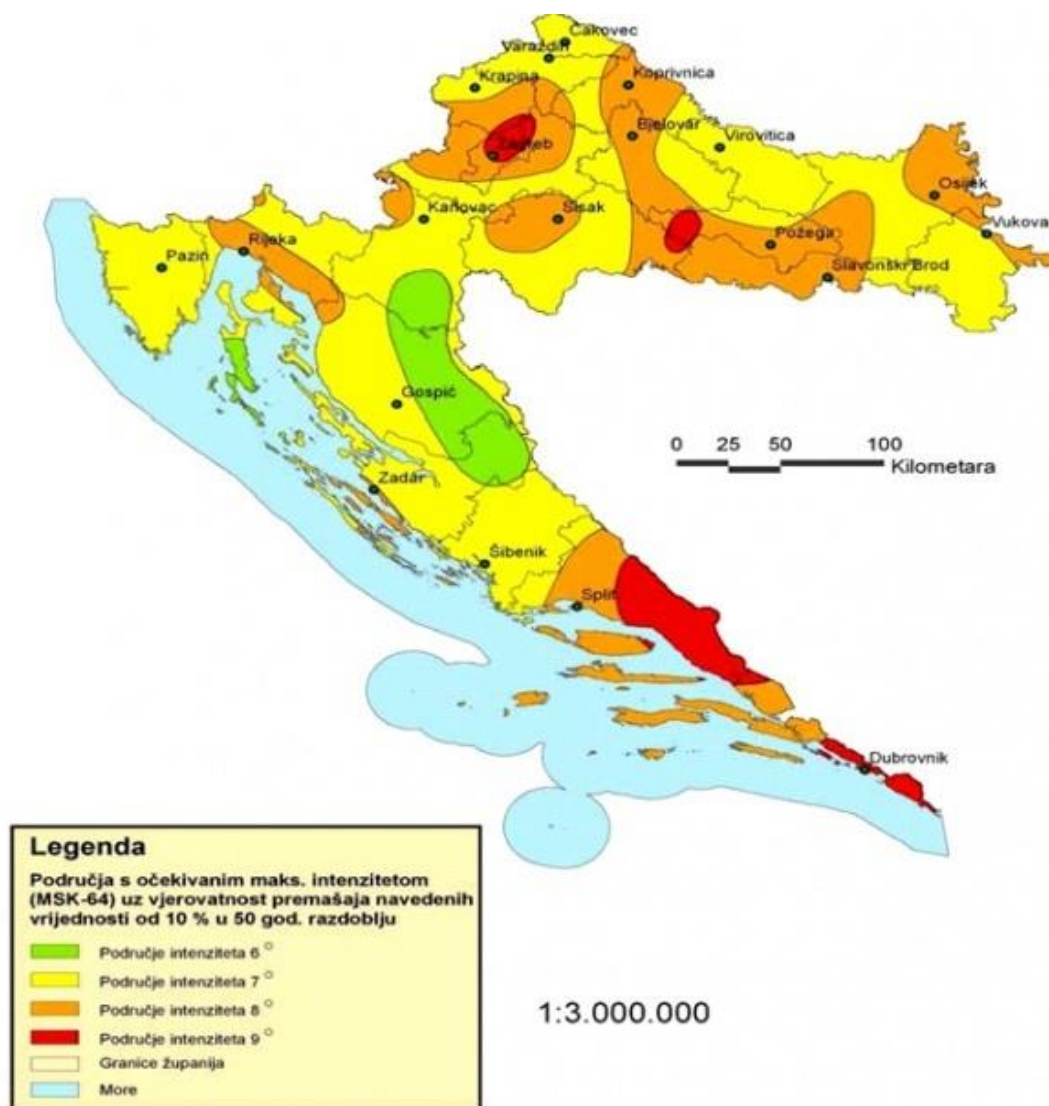 Čakovec
Varaždin
Krapina
Koprivnica
Bjelovar
Virovitica
Zagreb
Osijek
Karlovac
Sisak
Vukova
Požega
Rijeka
Pazin
Slavonski Brod
Gospić
0 25 50 100
Kilometara
Zadar
Šibenik
Split
Dubrovnik
Legenda
Područja s očekivanim maks. intenzitetom
(MSK-64) uz vjerovatnost premašaja navedenih
vrijednosti od 10 % u 50 god. razdoblju
Područje intenziteta 6 °
Područje intenziteta 7 °
Područje intenziteta 8 °
Područje intenziteta 9 °
Granice županija
More
1:3.000.000